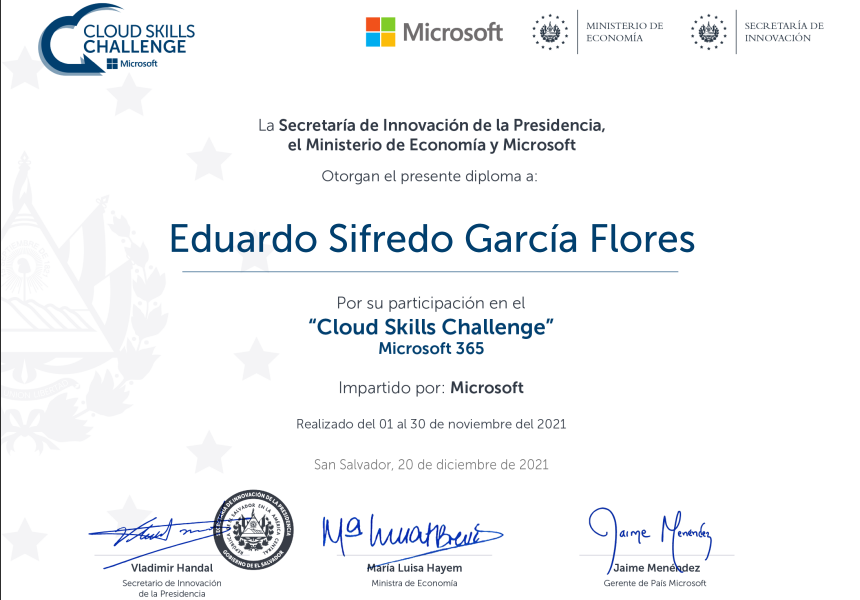 CLOUD SKILLS
CHALLENGE
Microsoft
Microsoft
MINISTERIO DE
ECONOMÍA
SECRETARÍA DE
INNOVACIÓN
La Secretaría de Innovación de la Presidencia,
el Ministerio de Economía y Microsoft
Otorgan el presente diploma a:
Eduardo Sifredo García Flores
Por su participación en el
“Cloud Skills Challenge”
Microsoft 365
Impartido por: Microsoft
Realizado del 01 al 30 de noviembre del 2021
San Salvador, 20 de diciembre de 2021
SECRETARÍA DE INNOVACIÓN DE LA PRESIDENCIA
GOBIERNO DE EL SALVADOR
REPÚBLICA DE EL SALVADOR EN LA AMÉRICA CENTRAL
Jaime Menéndez
Vladimir Handal
Secretario de Innovación
de la Presidencia
María Luisa Hayem
Ministra de Economía
Jaime Menéndez
Gerente de País Microsoft